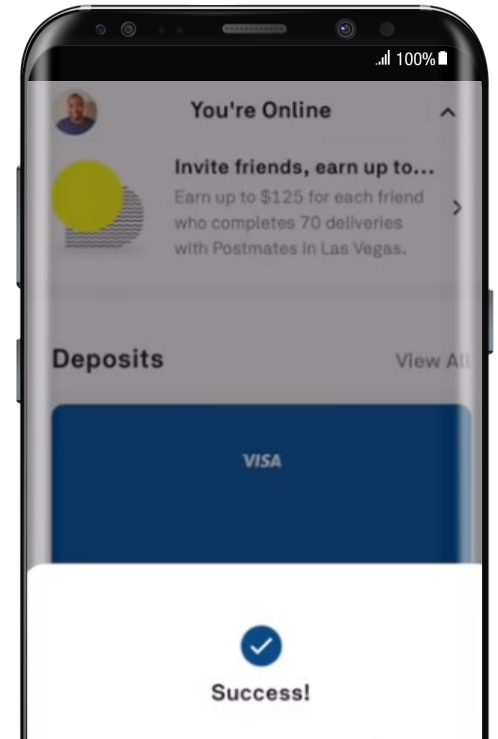 100%
You're Online
Invite friends, earn up to...
Earn up to $125 for each friend
who completes 70 deliveries
with Postmates in Las Vegas.
Deposits
View All
VISA
Success!